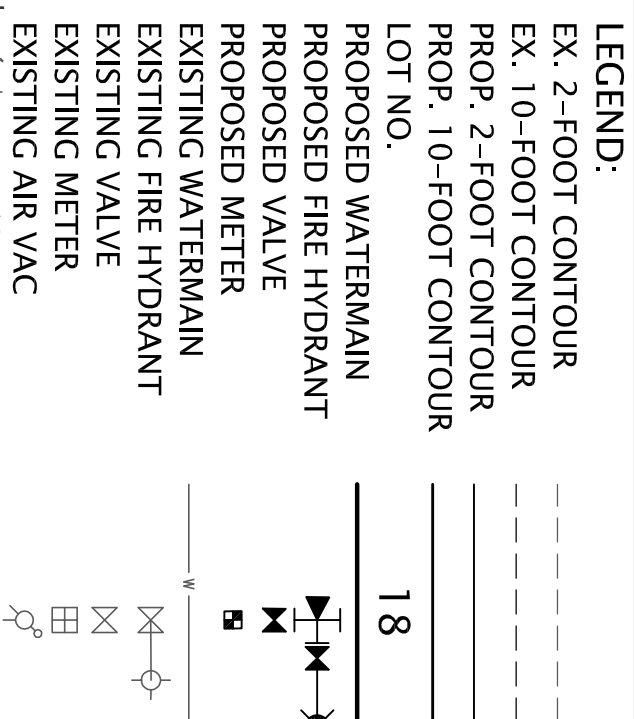 LEGEND:
EX. 2-FOOT CONTOUR
EX. 10-FOOT CONTOUR
PROP. 2-FOOT CONTOUR
PROP. 10-FOOT CONTOUR
LOT NO. 18
PROPOSED WATERMAIN
PROPOSED FIRE HYDRANT
PROPOSED VALVE
PROPOSED METER
EXISTING WATERMAIN W
EXISTING FIRE HYDRANT
EXISTING VALVE
EXISTING METER
EXISTING AIR VAC